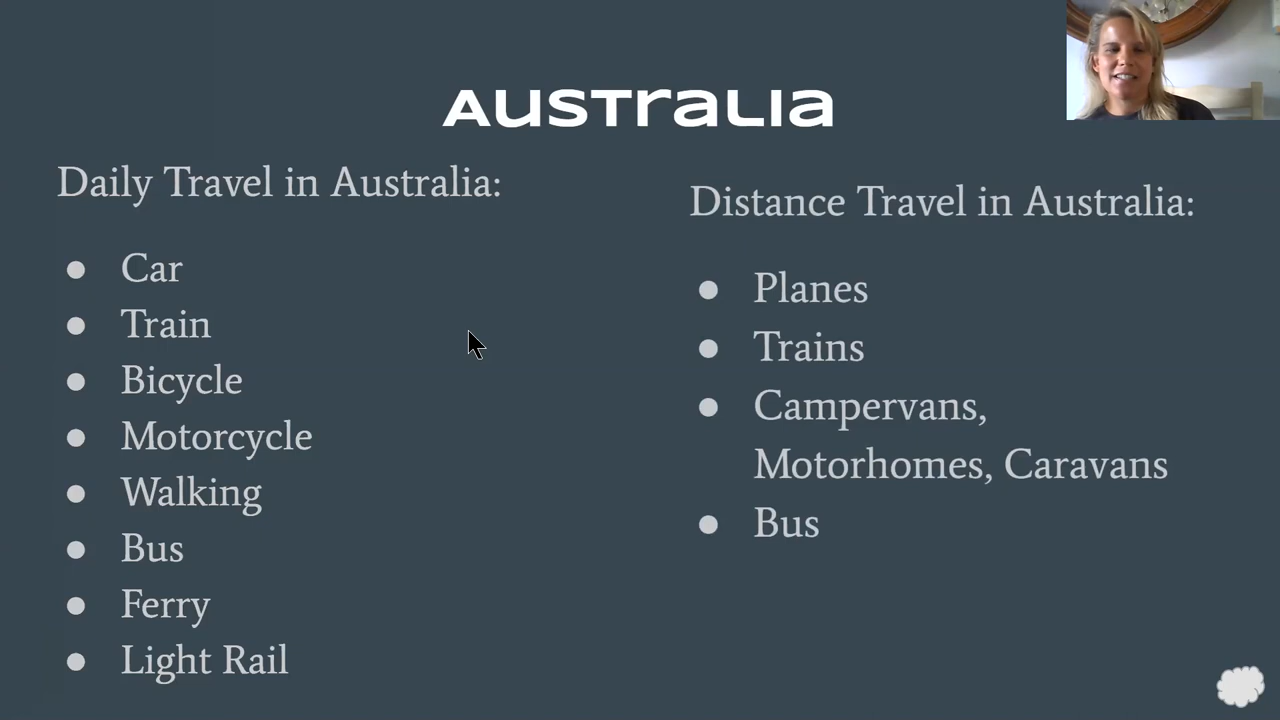 Australia
Daily Travel in Australia:
● Car
● Train
● Bicycle
● Motorcycle
● Walking
● Bus
● Ferry
● Light Rail
Distance Travel in Australia:
● Planes
● Trains
● Campervans,
Motorhomes, Caravans
● Bus